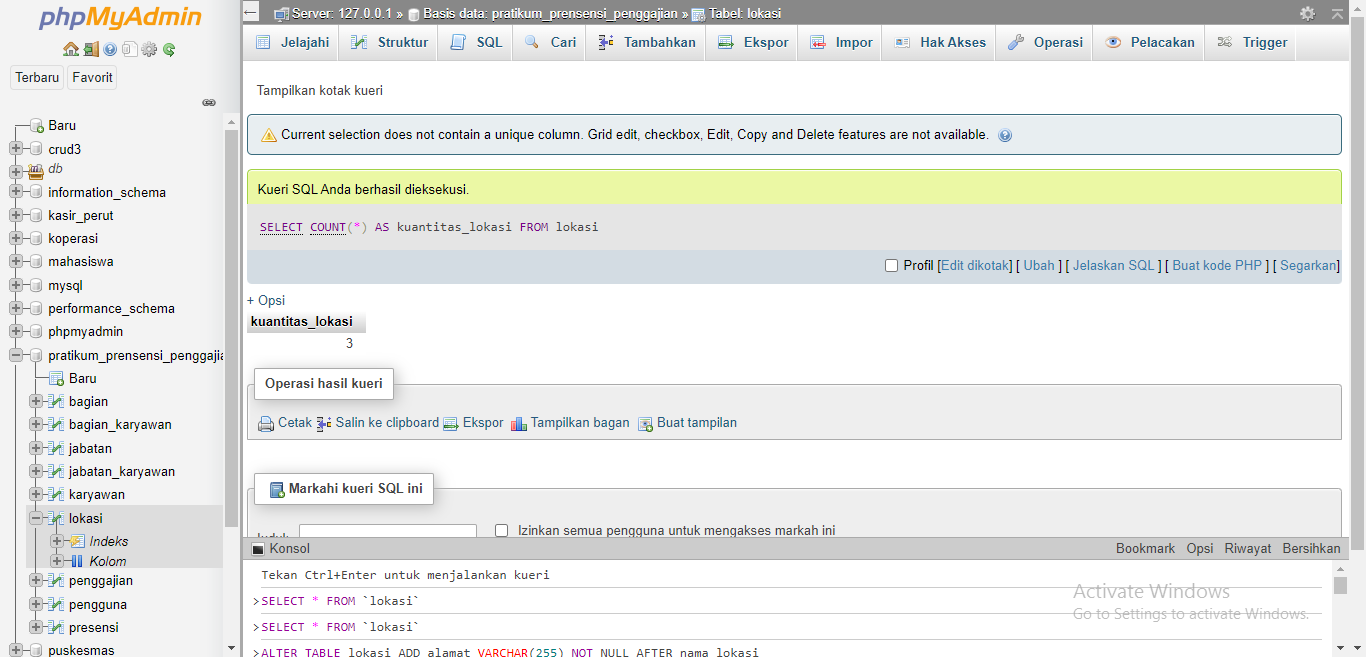 phpMyAdmin
Terbaru Favorit
Baru
crud3
db
information_schema
kasir_perut
koperasi
mahasiswa
mysql
performance_schema
phpmyadmin
pratikum_prensensi_penggajia
Baru
bagian
bagian_karyawan
jabatan
jabatan_karyawan
karyawan
lokasi
Indeks
Kolom
penggajian
pengguna
presensi
puskesmas
Server: 127.0.0.1 » Basis data: pratikum_prensensi_penggajian » Tabel: lokasi
Jelajahi Struktur SQL Cari Tambahkan Ekspor Impor Hak Akses Operasi Pelacakan Trigger
Tampilkan kotak kueri
Current selection does not contain a unique column. Grid edit, checkbox, Edit, Copy and Delete features are not available.
Kueri SQL Anda berhasil dieksekusi.
SELECT COUNT(*) AS kuantitas_lokasi FROM lokasi
Profil [Edit dikotak] [ Ubah ] [ Jelaskan SQL ] [ Buat kode PHP ] [ Segarkan]
+ Opsi
kuantitas_lokasi
3
Operasi hasil kueri
Cetak Salin ke clipboard Ekspor Tampilkan bagan Buat tampilan
Markahi kueri SQL ini
Izinkan semua pengguna untuk mengakses markah ini
Konsol Bookmark Opsi Riwayat Bersihkan
Tekan Ctrl+Enter untuk menjalankan kueri
>SELECT * FROM `lokasi`
>SELECT * FROM `lokasi`
>ALTER TABLE lokasi ADD alamat VARCHAR(255) NOT NULL AFTER nama_lokasi
Activate Windows
Go to Settings to activate Windows.